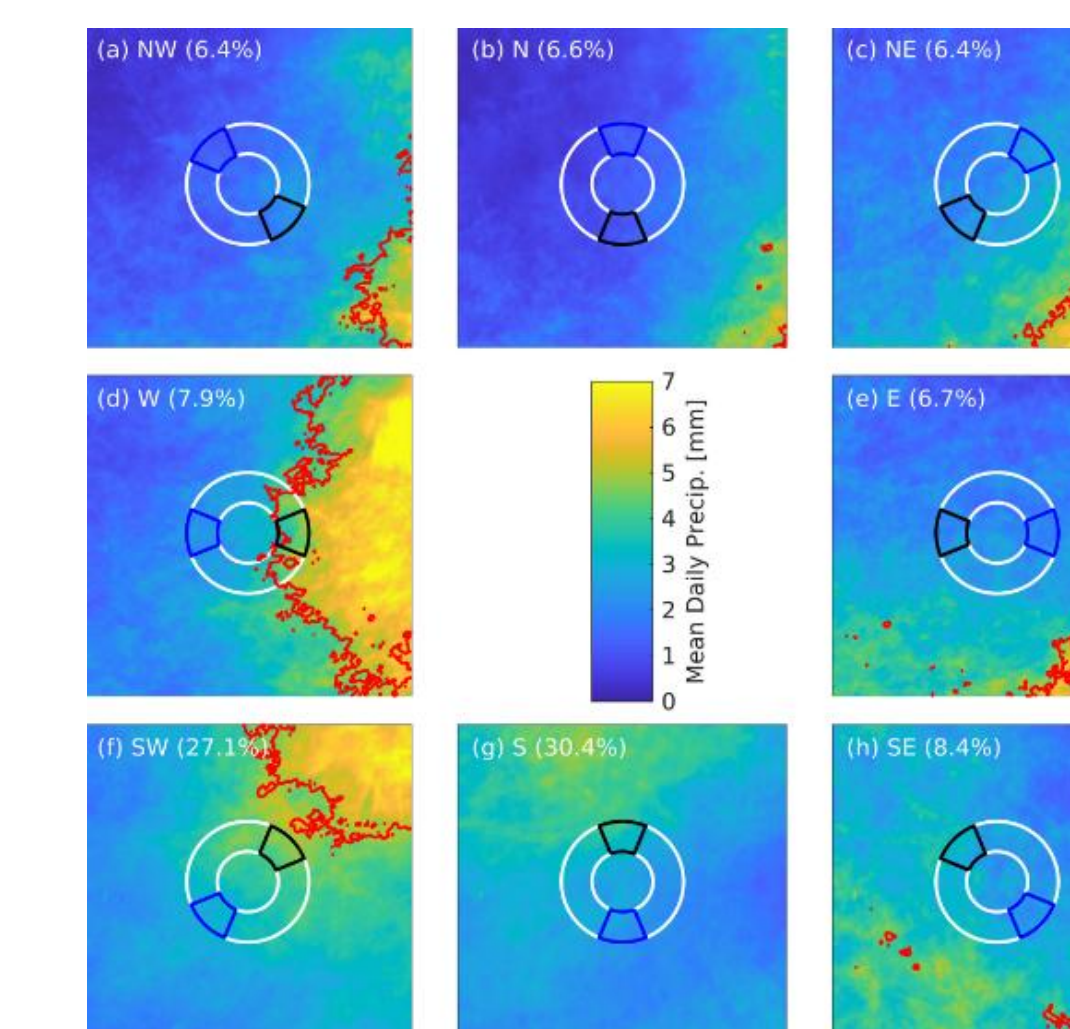 (a) NW (6.4%)
(b) N (6.6%)
(c) NE (6.4%)
(d) W (7.9%)
7
6
5
4
3
2
1
0
Mean Daily Precip. [mm]
(e) E (6.7%)
(f) SW (27.1%)
(g) S (30.4%)
(h) SE (8.4%)